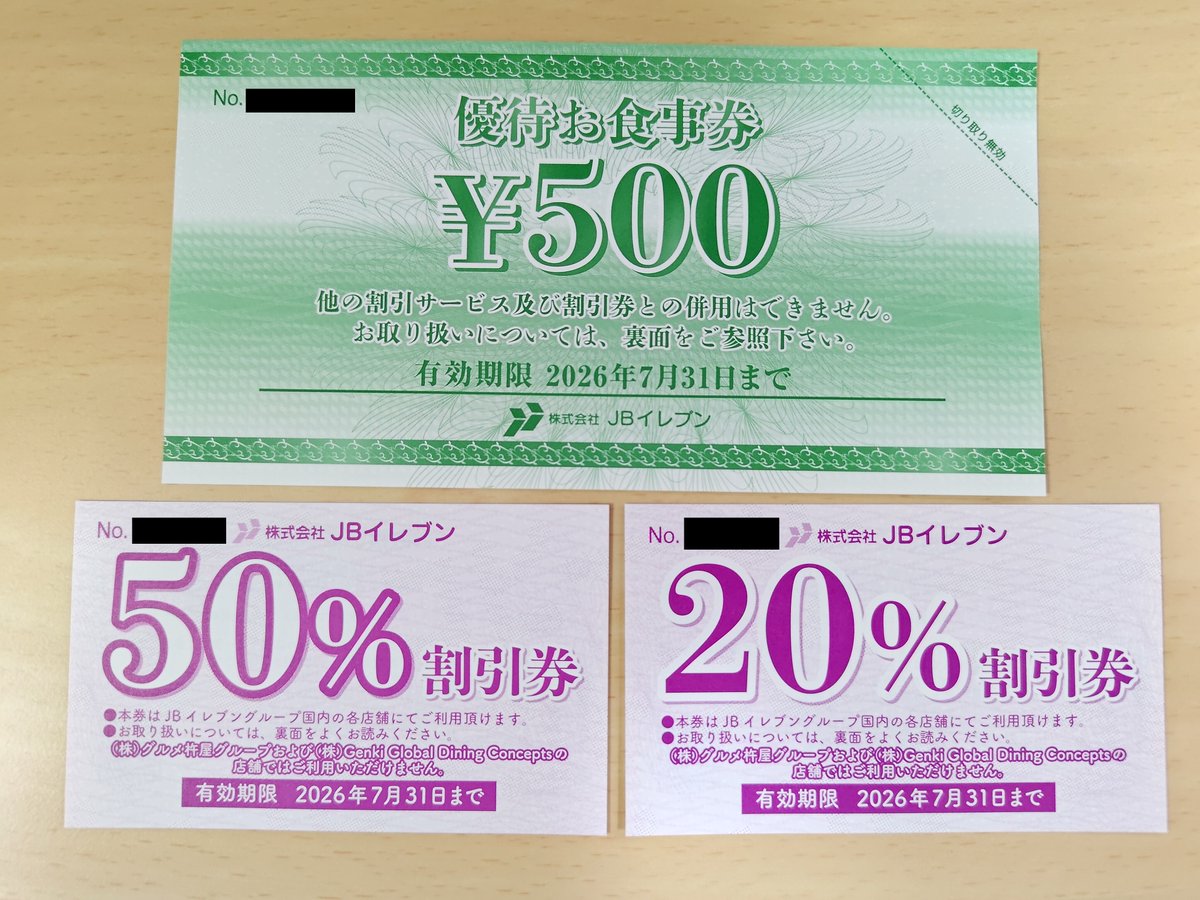 No.
優待お食事券
¥500
切り取り無効
他の割引サービス及び割引券との併用はできません。
お取り扱いについては、裏面をご参照下さい。
有効期限 2026年7月31日まで
株式会社 JBイレブン
No. 株式会社 JBイレブン
50%割引券
●本券はJBイレブングループ国内の各店舗にてご利用頂けます。
●お取り扱いについては、裏面をよくお読みください。
(株)グルメ杵屋グループおよび(株)Genki Global Dining Conceptsの
店舗ではご利用いただけません。
有効期限 2026年7月31日まで
No. 株式会社 JBイレブン
20%割引券
●本券はJBイレブングループ国内の各店舗にてご利用頂けます。
●お取り扱いについては、裏面をよくお読みください。
(株)グルメ杵屋グループおよび(株)Genki Global Dining Conceptsの
店舗ではご利用いただけません。
有効期限 2026年7月31日まで